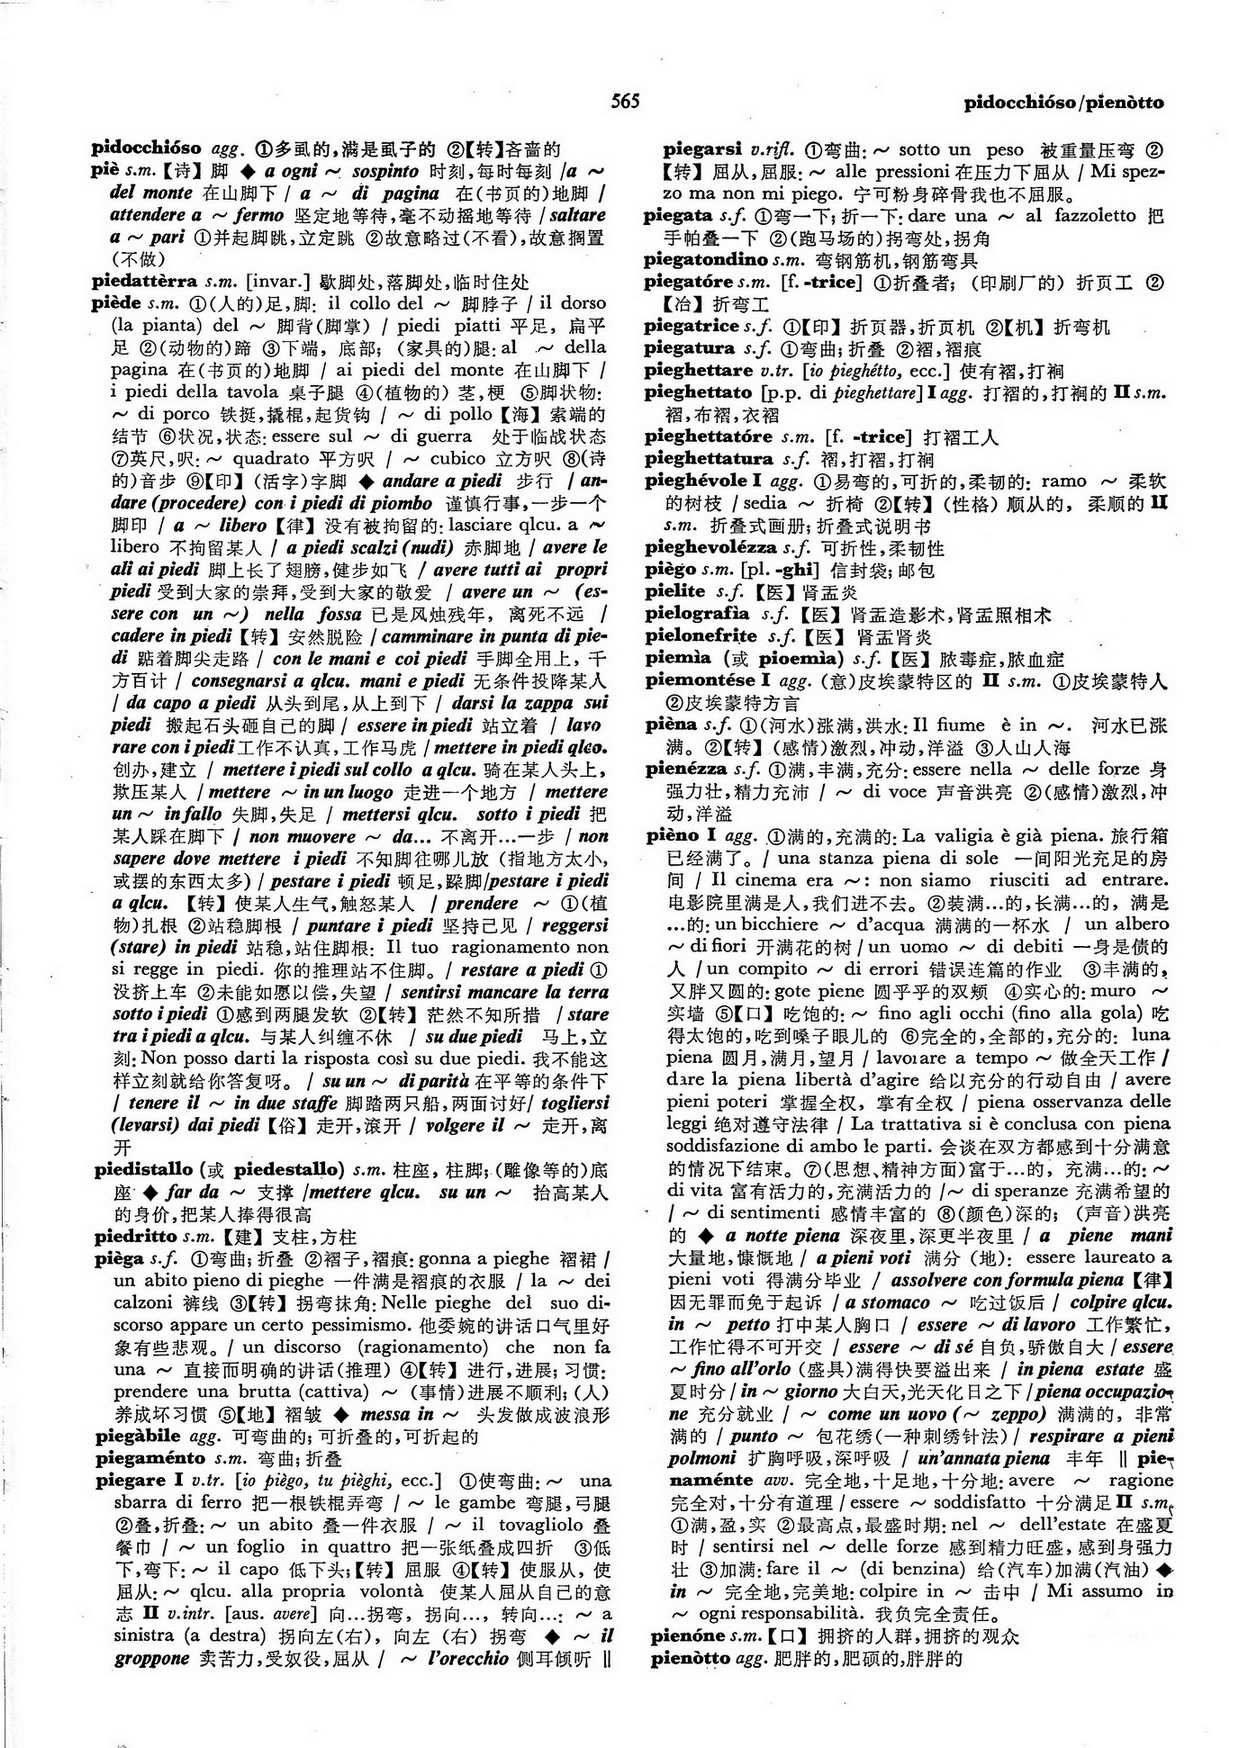 565
pidocchióso/pienòtto
pidocchióso agg. ①多虱的,满是虱子的 ②【转】吝啬的
piè s.m.【诗】脚 ◆ a ogni ~ sospinto 时刻,每时每刻 /a ~
del monte 在山脚下 / a ~ di pagina 在(书页的)地脚 /
attendere a ~ fermo 坚定地等待,毫不动摇地等待 / saltare
a ~ pari ①并起脚跳,立定跳 ②故意略过(不看),故意搁置
(不做)
piedattèrra s.m. [invar.] 歇脚处,落脚处,临时住处
piède s.m. ①(人的)足,脚: il collo del ~ 脚脖子 / il dorso
(la pianta) del ~ 脚背(脚掌) / piedi piatti 平足, 扁平
足 ②(动物的)蹄 ③下端, 底部; (家具的)腿: al ~ della
pagina 在(书页的)地脚 / ai piedi del monte 在山脚下 /
i piedi della tavola 桌子腿 ④(植物的) 茎,梗 ⑤脚状物:
~ di porco 铁挺,撬棍,起货钩 / ~ di pollo【海】索端的
结节 ⑥状况,状态: essere sul ~ di guerra 处于临战状态
⑦英尺,呎: ~ quadrato 平方呎 / ~ cubico 立方呎 ⑧(诗
的)音步 ⑨【印】(活字)字脚 ◆ andare a piedi 步行 / an-
dare (procedere) con i piedi di piombo 谨慎行事,一步一个
脚印 / a ~ libero【律】没有被拘留的: lasciare qlcu. a ~
libero 不拘留某人 / a piedi scalzi (nudi) 赤脚地 / avere le
ali ai piedi 脚上长了翅膀,健步如飞 / avere tutti ai propri
piedi 受到大家的崇拜,受到大家的敬爱 / avere un ~ (es-
sere con un ~) nella fossa 已是风烛残年, 离死不远 /
cadere in piedi【转】安然脱险 / camminare in punta di pie-
di 踮着脚尖走路 / con le mani e coi piedi 手脚全用上, 千
方百计 / consegnarsi a qlcu. mani e piedi 无条件投降某人
/ da capo a piedi 从头到尾,从上到下 / darsi la zappa sui
piedi 搬起石头砸自己的脚 / essere in piedi 站立着 / lavo
rare con i piedi 工作不认真,工作马虎 / mettere in piedi qlco.
创办,建立 / mettere i piedi sul collo a qlcu. 骑在某人头上,
欺压某人 / mettere ~ in un luogo 走进一个地方 / mettere
un ~ in fallo 失脚,失足 / mettersi qlcu. sotto i piedi 把
某人踩在脚下 / non muovere ~ da... 不离开…一步 / non
sapere dove mettere i piedi 不知脚往哪儿放 (指地方太小,
或摆的东西太多) / pestare i piedi 顿足,跺脚/pestare i piedi
a qlcu. 【转】使某人生气,触怒某人 / prendere ~ ①(植
物)扎根 ②站稳脚根 / puntare i piedi 坚持己见 / reggersi
(stare) in piedi 站稳,站住脚根: Il tuo ragionamento non
si regge in piedi. 你的推理站不住脚。/ restare a piedi ①
没挤上车 ②未能如愿以偿,失望 / sentirsi mancare la terra
sotto i piedi ①感到两腿发软 ②【转】茫然不知所措 / stare
tra i piedi a qlcu. 与某人纠缠不休 / su due piedi 马上,立
刻: Non posso darti la risposta così su due piedi. 我不能这
样立刻就给你答复呀。/ su un ~ di parità 在平等的条件下
/ tenere il ~ in due staffe 脚踏两只船,两面讨好/ togliersi
(levarsi) dai piedi【俗】走开,滚开 / volgere il ~ 走开,离
开
piedistallo (或 piedestallo) s.m. 柱座, 柱脚; (雕像等的)底
座 ◆ far da ~ 支撑 /mettere qlcu. su un ~ 抬高某人
的身价,把某人捧得很高
piedritto s.m.【建】支柱,方柱
pièga s.f. ①弯曲;折叠 ②褶子,褶痕: gonna a pieghe 褶裙 /
un abito pieno di pieghe 一件满是褶痕的衣服 / la ~ dei
calzoni 裤线 ③【转】拐弯抹角: Nelle pieghe del suo di-
scorso appare un certo pessimismo. 他委婉的讲话口气里好
象有些悲观。/ un discorso (ragionamento) che non fa
una ~ 直接而明确的讲话(推理) ④【转】进行,进展;习惯:
prendere una brutta (cattiva) ~ (事情)进展不顺利; (人)
养成坏习惯 ⑤【地】褶皱 ◆ messa in ~ 头发做成波浪形
piegàbile agg. 可弯曲的;可折叠的,可折起的
piegaménto s.m. 弯曲;折叠
piegare I v.tr. [io piègo, tu pièghi, ecc.] ①使弯曲: ~ una
sbarra di ferro 把一根铁棍弄弯 / ~ le gambe 弯腿,弓腿
②叠,折叠: ~ un abito 叠一件衣服 / ~ il tovagliolo 叠
餐巾 / ~ un foglio in quattro 把一张纸叠成四折 ③低
下,弯下: ~ il capo 低下头;【转】屈服 ④【转】使服从, 使
屈从: ~ qlcu. alla propria volontà 使某人屈从自己的意
志 II v.intr. [aus. avere] 向…拐弯, 拐向…, 转向…: ~ a
sinistra (a destra) 拐向左(右), 向左 (右) 拐弯 ◆ ~ il
groppone 卖苦力,受奴役,屈从 / ~ l'orecchio 侧耳倾听 ‖
piegarsi v.rifl. ①弯曲: ~ sotto un peso 被重量压弯 ②
【转】屈从,屈服: ~ alle pressioni 在压力下屈从 / Mi spez-
zo ma non mi piego. 宁可粉身碎骨我也不屈服。
piegata s.f. ①弯一下;折一下: dare una ~ al fazzoletto 把
手帕叠一下 ②(跑马场的)拐弯处,拐角
piegatondino s.m. 弯钢筋机,钢筋弯具
piegatóre s.m. [f. -trice] ①折叠者; (印刷厂的) 折页工 ②
【冶】折弯工
piegatrice s.f. ①【印】折页器,折页机 ②【机】折弯机
piegatura s.f. ①弯曲;折叠 ②褶,褶痕
pieghettare v.tr. [io pieghétto, ecc.] 使有褶,打裥
pieghettato [p.p. di pieghettare] I agg. 打褶的,打裥的 II s.m.
褶,布褶,衣褶
pieghettatóre s.m. [f. -trice] 打褶工人
pieghettatura s.f. 褶,打褶,打裥
pieghévole I agg. ①易弯的,可折的,柔韧的: ramo ~ 柔软
的树枝 / sedia ~ 折椅 ②【转】(性格) 顺从的, 柔顺的 II
s.m. 折叠式画册;折叠式说明书
pieghevolézza s.f. 可折性,柔韧性
piègo s.m. [pl. -ghi] 信封袋;邮包
pielite s.f.【医】肾盂炎
pielografìa s.f.【医】肾盂造影术,肾盂照相术
pielonefrite s.f.【医】肾盂肾炎
piemìa (或 pioemìa) s.f.【医】脓毒症,脓血症
piemontése I agg. (意)皮埃蒙特区的 II s.m. ①皮埃蒙特人
②皮埃蒙特方言
pièna s.f. ①(河水)涨满,洪水: Il fiume è in ~. 河水已涨
满。②【转】(感情)激烈,冲动,洋溢 ③人山人海
pienézza s.f. ①满,丰满,充分: essere nella ~ delle forze 身
强力壮,精力充沛 / ~ di voce 声音洪亮 ②(感情)激烈,冲
动,洋溢
pièno I agg. ①满的,充满的: La valigia è già piena. 旅行箱
已经满了。/ una stanza piena di sole 一间阳光充足的房
间 / Il cinema era ~: non siamo riusciti ad entrare.
电影院里满是人,我们进不去。②装满…的,长满…的, 满是
…的: un bicchiere ~ d'acqua 满满的一杯水 / un albero
~ di fiori 开满花的树 / un uomo ~ di debiti 一身是债的
人 / un compito ~ di errori 错误连篇的作业 ③丰满的,
又胖又圆的: gote piene 圆乎乎的双颊 ④实心的: muro ~
实墙 ⑤【口】吃饱的: ~ fino agli occhi (fino alla gola) 吃
得太饱的,吃到嗓子眼儿的 ⑥完全的,全部的,充分的: luna
piena 圆月,满月,望月 / lavorare a tempo ~ 做全天工作 /
dare la piena libertà d'agire 给以充分的行动自由 / avere
pieni poteri 掌握全权, 掌有全权 / piena osservanza delle
leggi 绝对遵守法律 / La trattativa si è conclusa con piena
soddisfazione di ambo le parti. 会谈在双方都感到十分满意
的情况下结束。⑦(思想、精神方面)富于…的, 充满…的: ~
di vita 富有活力的,充满活力的 /~ di speranze 充满希望的
/ ~ di sentimenti 感情丰富的 ⑧(颜色)深的; (声音)洪亮
的 ◆ a notte piena 深夜里,深更半夜里 / a piene mani
大量地,慷慨地 / a pieni voti 满分 (地): essere laureato a
pieni voti 得满分毕业 / assolvere con formula piena【律】
因无罪而免于起诉 / a stomaco ~ 吃过饭后 / colpire qlcu.
in ~ petto 打中某人胸口 / essere ~ di lavoro 工作繁忙,
工作忙得不可开交 / essere ~ di sé 自负,骄傲自大 / essere
~ fino all'orlo (盛具)满得快要溢出来 / in piena estate 盛
夏时分 / in ~ giorno 大白天,光天化日之下 /piena occupazio-
ne 充分就业 / ~ come un uovo (~ zeppo) 满满的, 非常
满的 / punto ~ 包花绣(一种刺绣针法) / respirare a pieni
polmoni 扩胸呼吸,深呼吸 / un'annata piena 丰年 ‖ pie-
naménte avv. 完全地,十足地,十分地: avere ~ ragione
完全对,十分有道理 / essere ~ soddisfatto 十分满足 II s.m.
①满,盈,实 ②最高点,最盛时期: nel ~ dell'estate 在盛夏
时 / sentirsi nel ~ delle forze 感到精力旺盛,感到身强力
壮 ③加满: fare il ~ (di benzina) 给(汽车)加满(汽油) ◆
in ~ 完全地,完美地: colpire in ~ 击中 / Mi assumo in
~ ogni responsabilità. 我负完全责任。
pienóne s.m.【口】拥挤的人群,拥挤的观众
pienòtto agg. 肥胖的,肥硕的,胖胖的